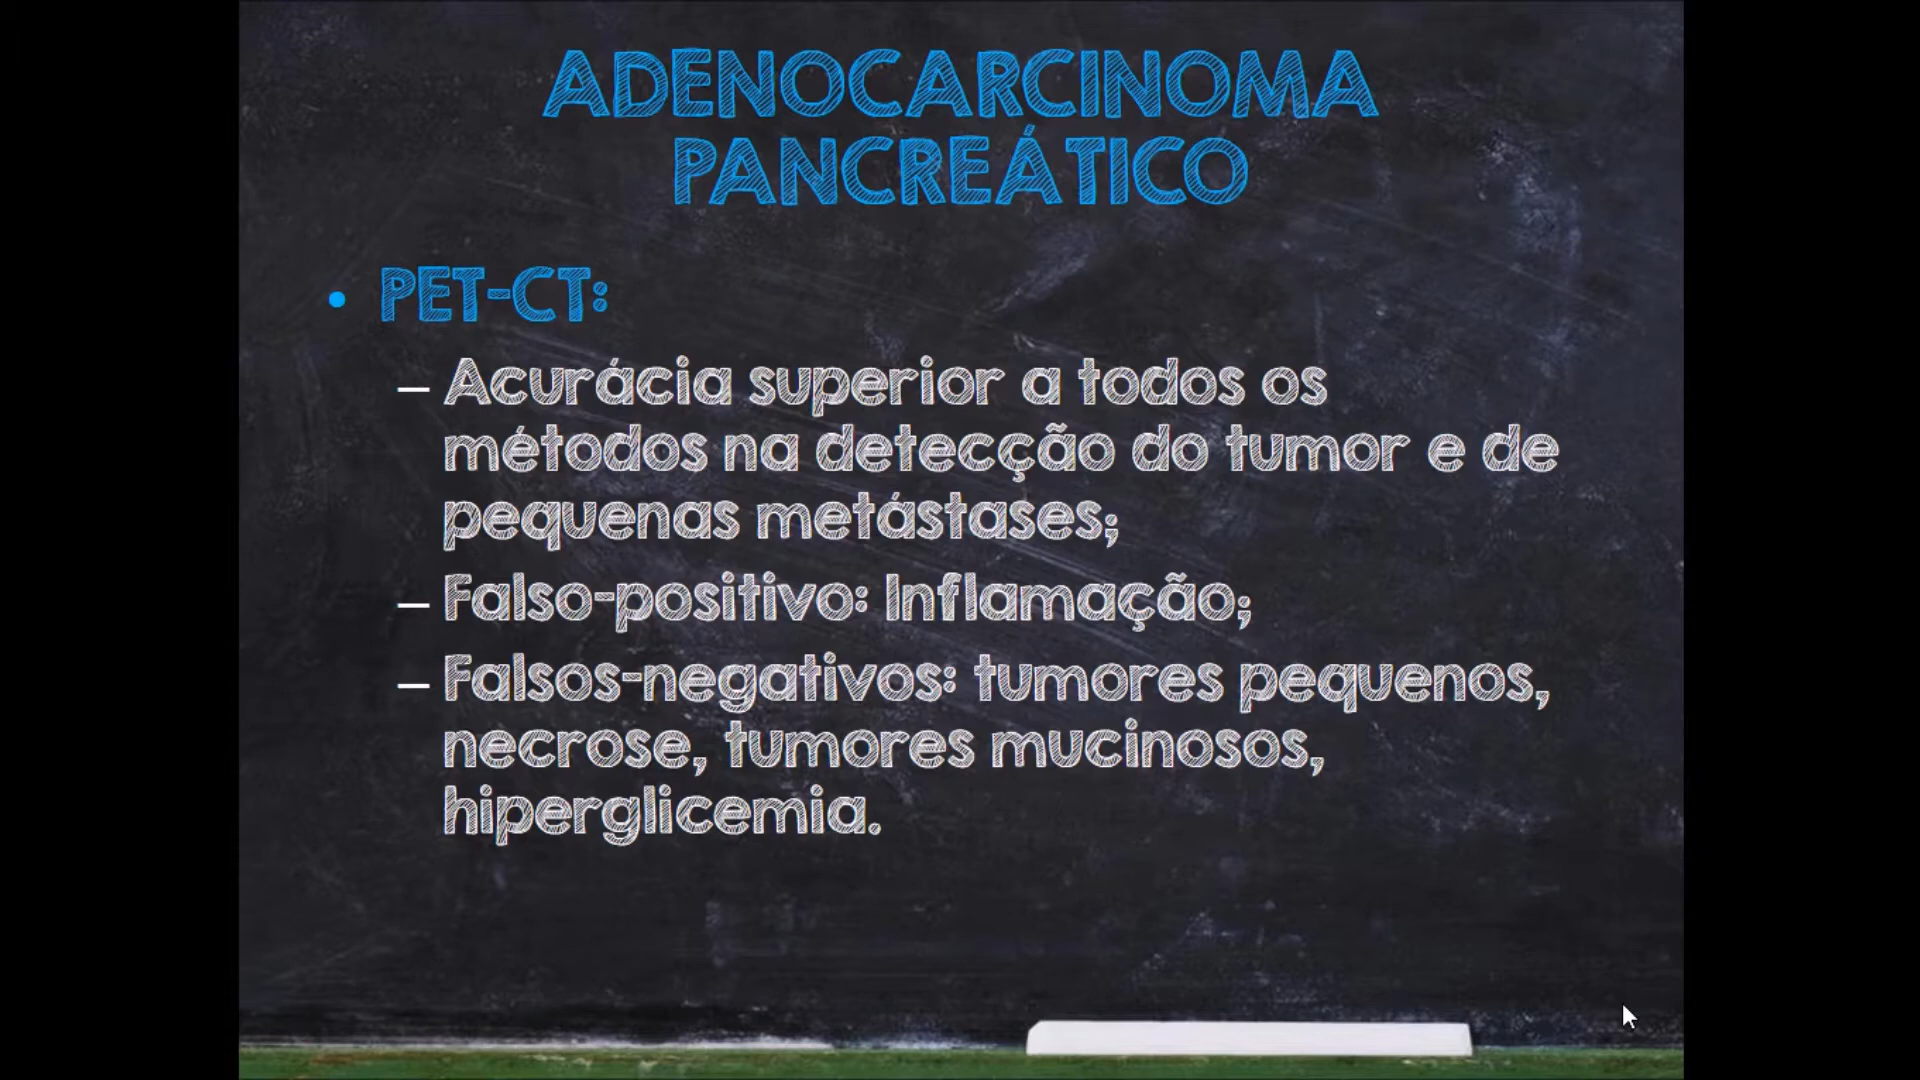 ADENOCARCINOMA
PANCREÁTICO
• PET-CT:
– Acurácia superior a todos os
métodos na detecção do tumor e de
pequenas metástases;
– Falso-positivo: Inflamação;
– Falsos-negativos: tumores pequenos,
necrose, tumores mucinosos,
hiperglicemia.